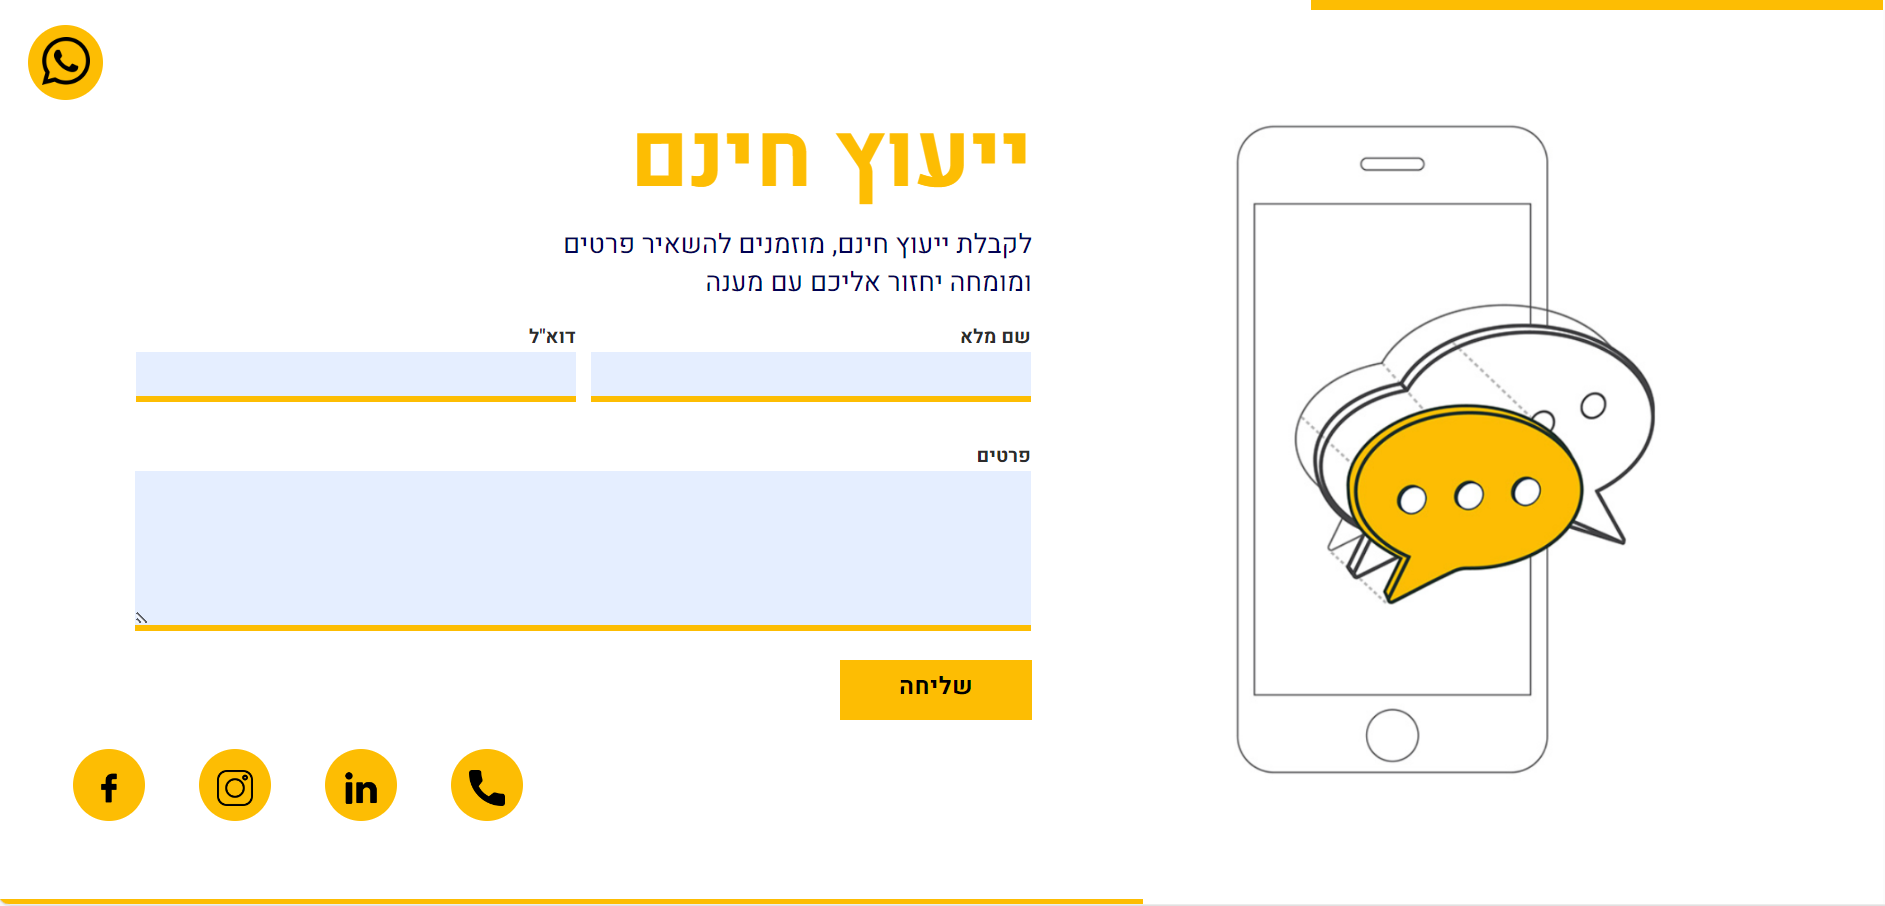 ייעוץ חינם
לקבלת ייעוץ חינם, מוזמנים להשאיר פרטים
ומומחה יחזור אליכם עם מענה
שם מלא
דוא"ל
פרטים
שליחה